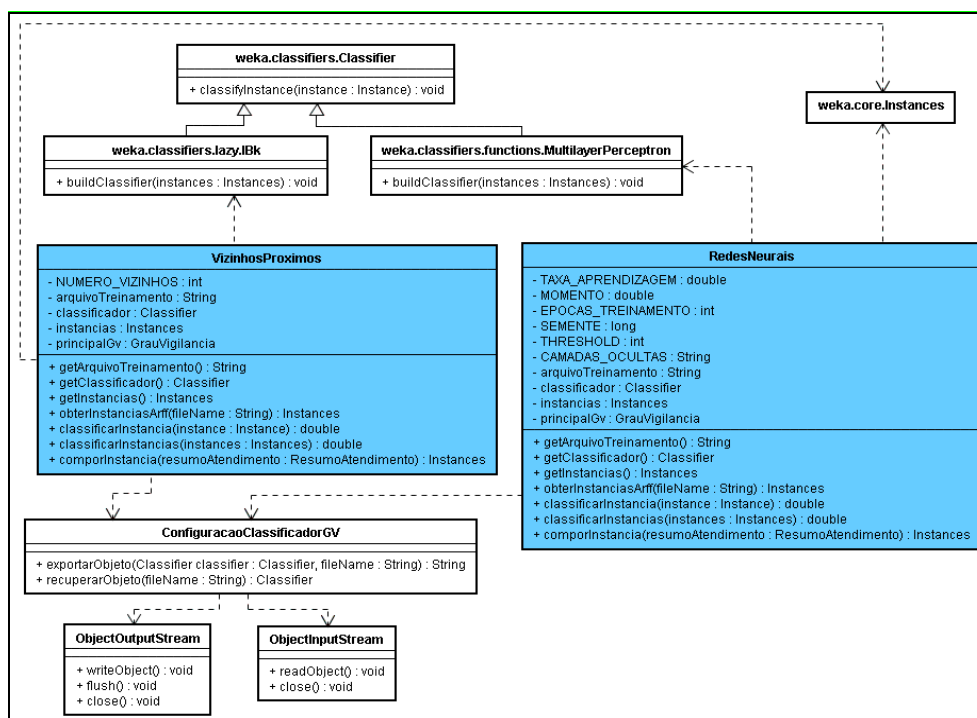 weka.classifiers.Classifier
+ classifyInstance(instance : Instance) : void
weka.core.Instances
weka.classifiers.lazy.IBk
+ buildClassifier(instances : Instances) : void
weka.classifiers.functions.MultilayerPerceptron
+ buildClassifier(instances : Instances) : void
VizinhosProximos
- NUMERO_VIZINHOS : int
- arquivoTreinamento : String
- classificador : Classifier
- instancias : Instances
- principalGv : GrauVigilancia
+ getArquivoTreinamento() : String
+ getClassificador() : Classifier
+ getInstancias() : Instances
+ obterInstanciasArff(fileName : String) : Instances
+ classificarInstancia(instance : Instance) : double
+ classificarInstancias(instances : Instances) : double
+ comporInstancia(resumoAtendimento : ResumoAtendimento) : Instances
RedesNeurais
- TAXA_APRENDIZAGEM : double
- MOMENTO : double
- EPOCAS_TREINAMENTO : int
- SEMENTE : long
- THRESHOLD : int
- CAMADAS_OCULTAS : String
- arquivoTreinamento : String
- classificador : Classifier
- instancias : Instances
- principalGv : GrauVigilancia
+ getArquivoTreinamento() : String
+ getClassificador() : Classifier
+ getInstancias() : Instances
+ obterInstanciasArff(fileName : String) : Instances
+ classificarInstancia(instance : Instance) : double
+ classificarInstancias(instances : Instances) : double
+ comporInstancia(resumoAtendimento : ResumoAtendimento) : Instances
ConfiguracaoClassificadorGV
+ exportarObjeto(Classifier classifier : Classifier, fileName : String) : String
+ recuperarObjeto(fileName : String) : Classifier
ObjectOutputStream
+ writeObject() : void
+ flush() : void
+ close() : void
ObjectInputStream
+ readObject() : void
+ close() : void